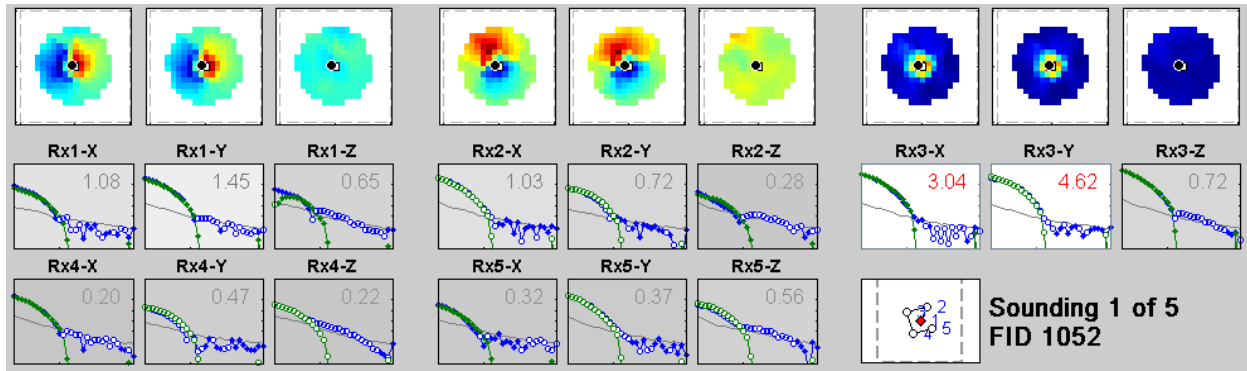 Rx1-X Rx1-Y Rx1-Z Rx2-X Rx2-Y Rx2-Z Rx3-X Rx3-Y Rx3-Z
1.08 1.45 0.65 1.03 0.72 0.28 3.04 4.62 0.72
Rx4-X Rx4-Y Rx4-Z Rx5-X Rx5-Y Rx5-Z
0.20 0.47 0.22 0.32 0.37 0.56
3 2
1 5
4
Sounding 1 of 5
FID 1052